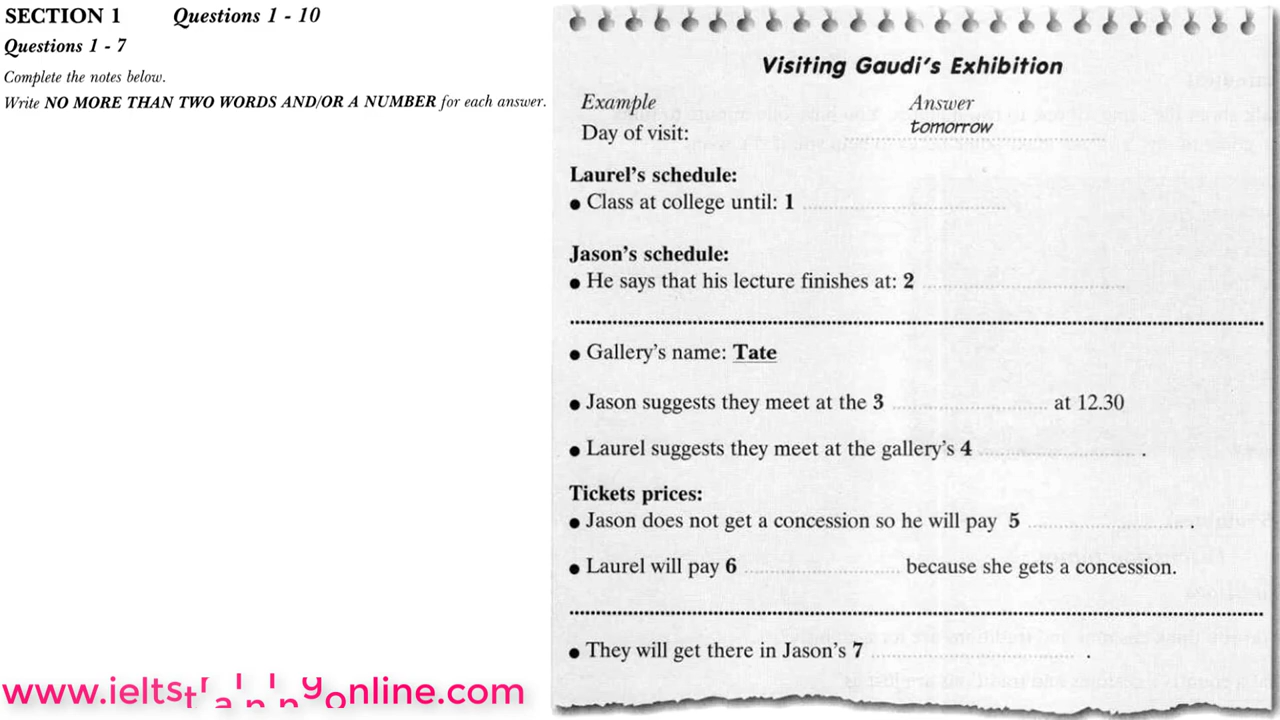 SECTION 1 Questions 1 - 10
Questions 1 - 7
Complete the notes below.
Write NO MORE THAN TWO WORDS AND/OR A NUMBER for each answer.
Visiting Gaudi's Exhibition
Example Answer
Day of visit: tomorrow
Laurel's schedule:
● Class at college until: 1
Jason's schedule:
● He says that his lecture finishes at: 2
● Gallery's name: Tate
● Jason suggests they meet at the 3 at 12.30
● Laurel suggests they meet at the gallery's 4 .
Tickets prices:
● Jason does not get a concession so he will pay 5 .
● Laurel will pay 6 because she gets a concession.
● They will get there in Jason's 7 .